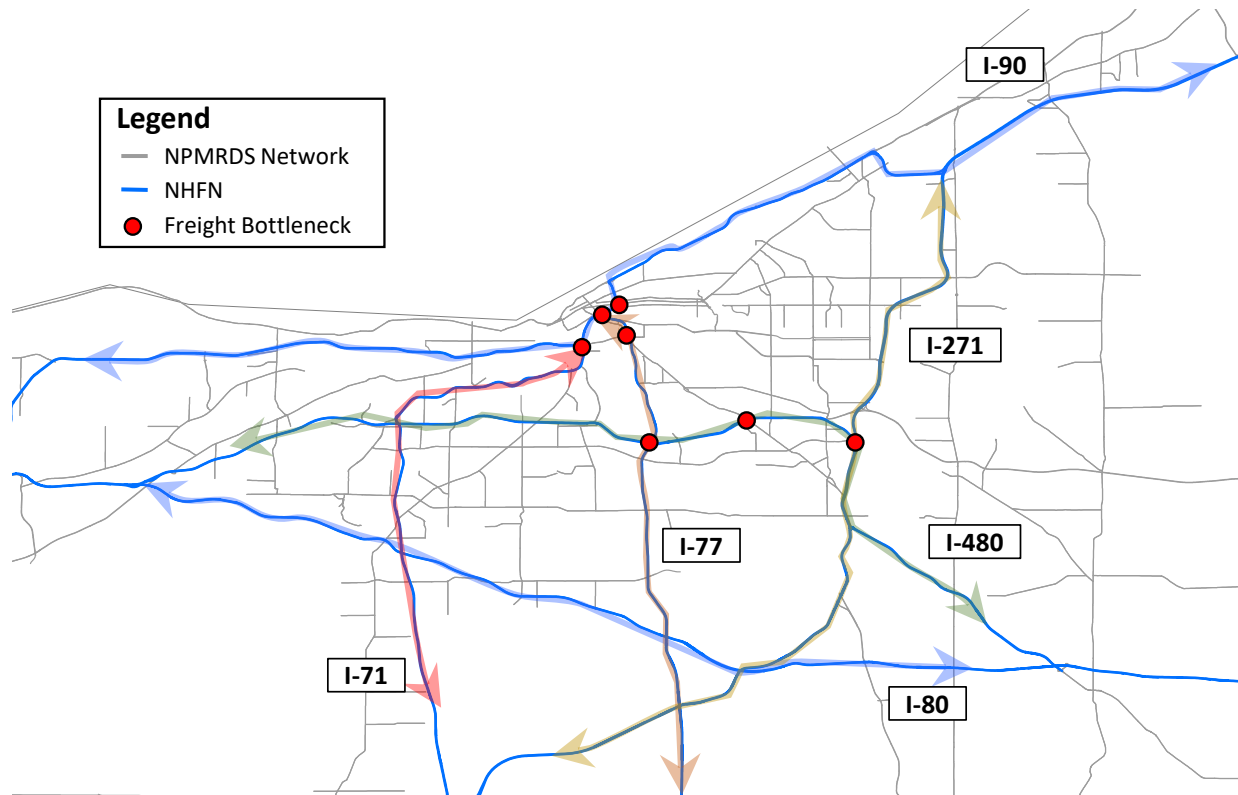 I-90
Legend
NPMRDS Network
NHFN
Freight Bottleneck
I-271
I-77
I-480
I-71
I-80